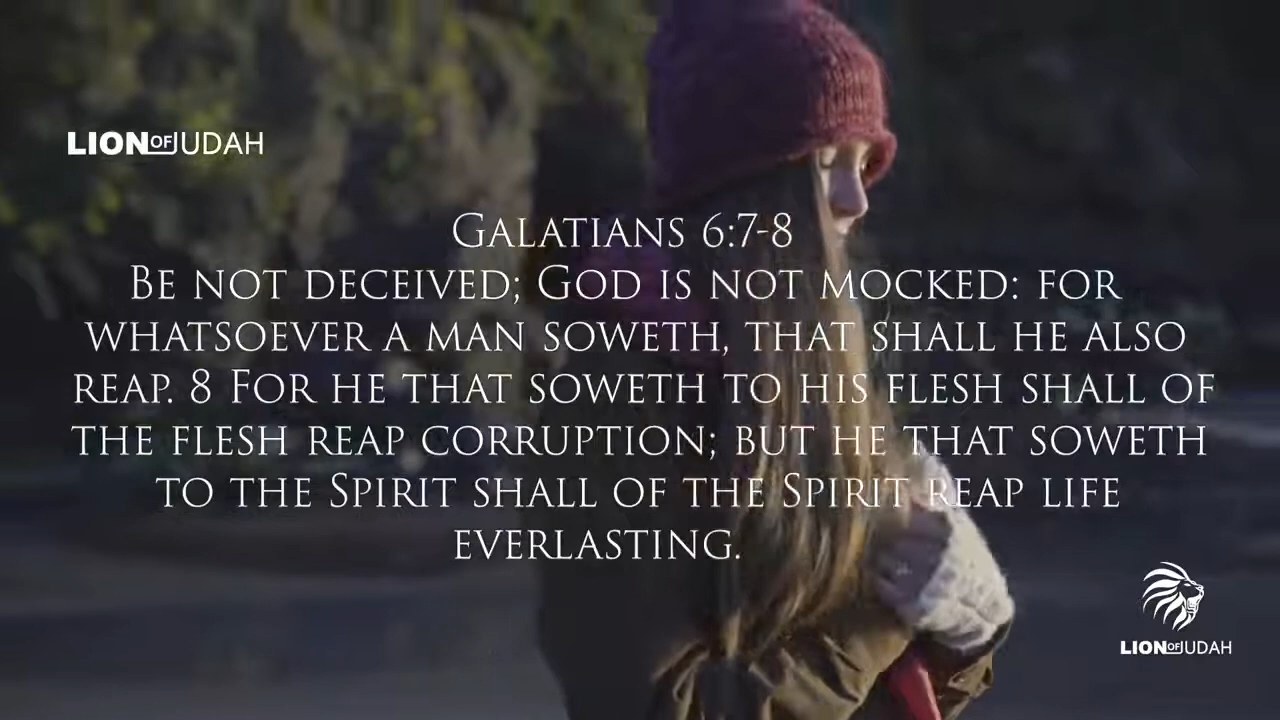 LION OF JUDAH
GALATIANS 6:7-8
BE NOT DECEIVED; GOD IS NOT MOCKED: FOR
WHATSOEVER A MAN SOWETH, THAT SHALL HE ALSO
REAP. 8 FOR HE THAT SOWETH TO HIS FLESH SHALL OF
THE FLESH REAP CORRUPTION; BUT HE THAT SOWETH
TO THE SPIRIT SHALL OF THE SPIRIT REAP LIFE
EVERLASTING.
LION OF JUDAH